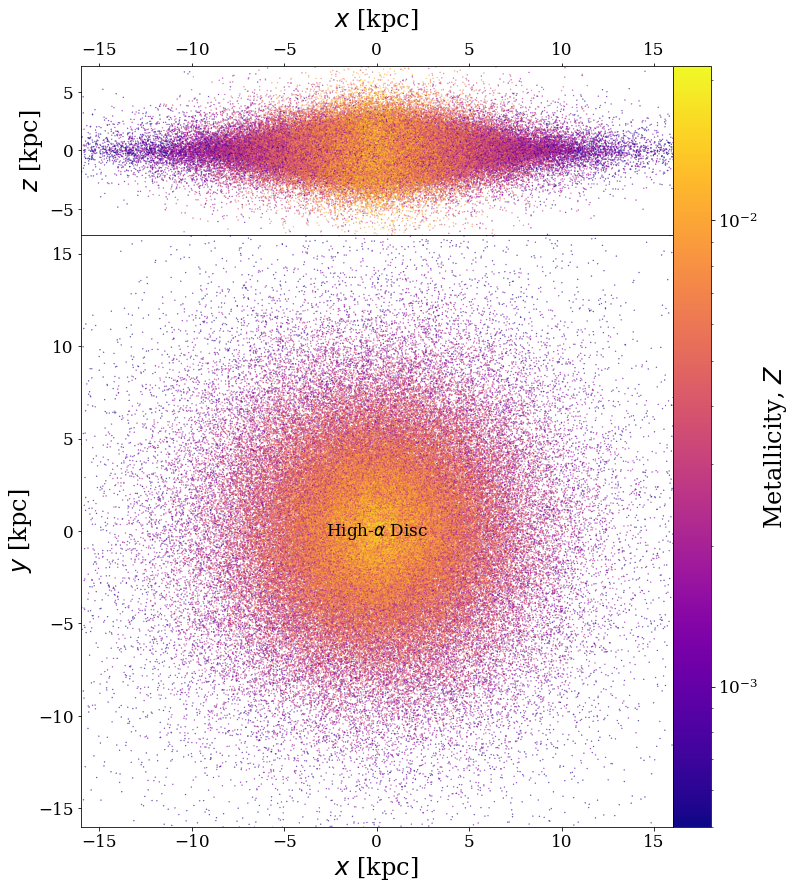 x [kpc]
−15 −10 −5 0 5 10 15
z [kpc]
5
0
−5
y [kpc]
15
10
5
0
−5
−10
−15
High-α Disc
−15 −10 −5 0 5 10 15
x [kpc]
10⁻²
10⁻³
Metallicity, Z